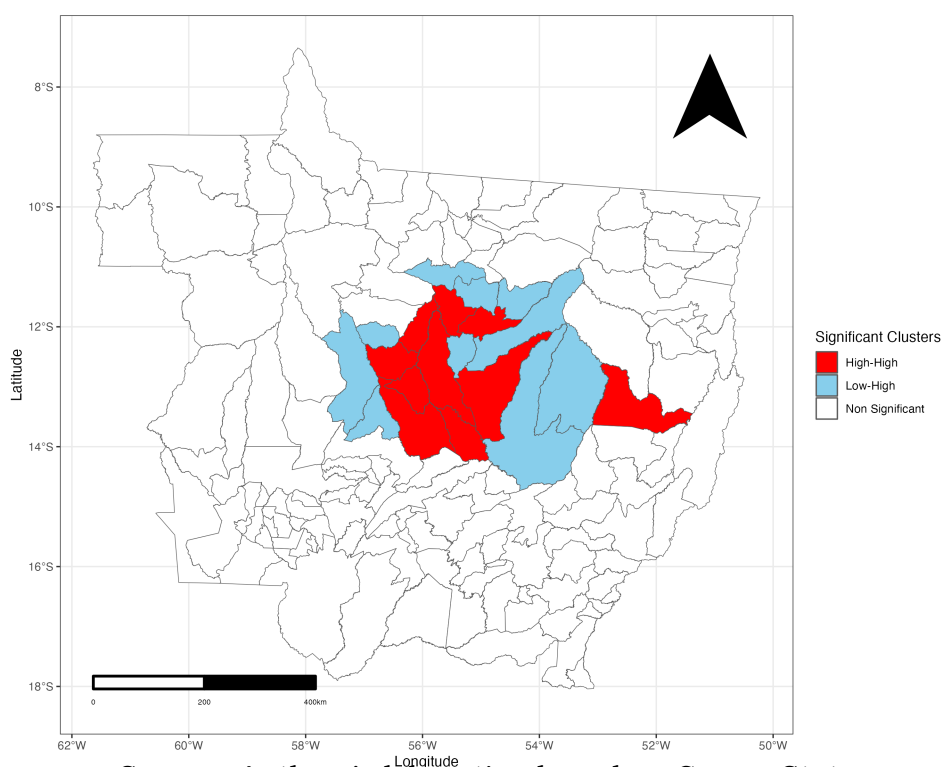 8°S
10°S
12°S
14°S
16°S
18°S
Latitude
62°W 60°W 58°W 56°W 54°W 52°W 50°W
Longitude
0 200 400km
Significant Clusters
High-High
Low-High
Non Significant